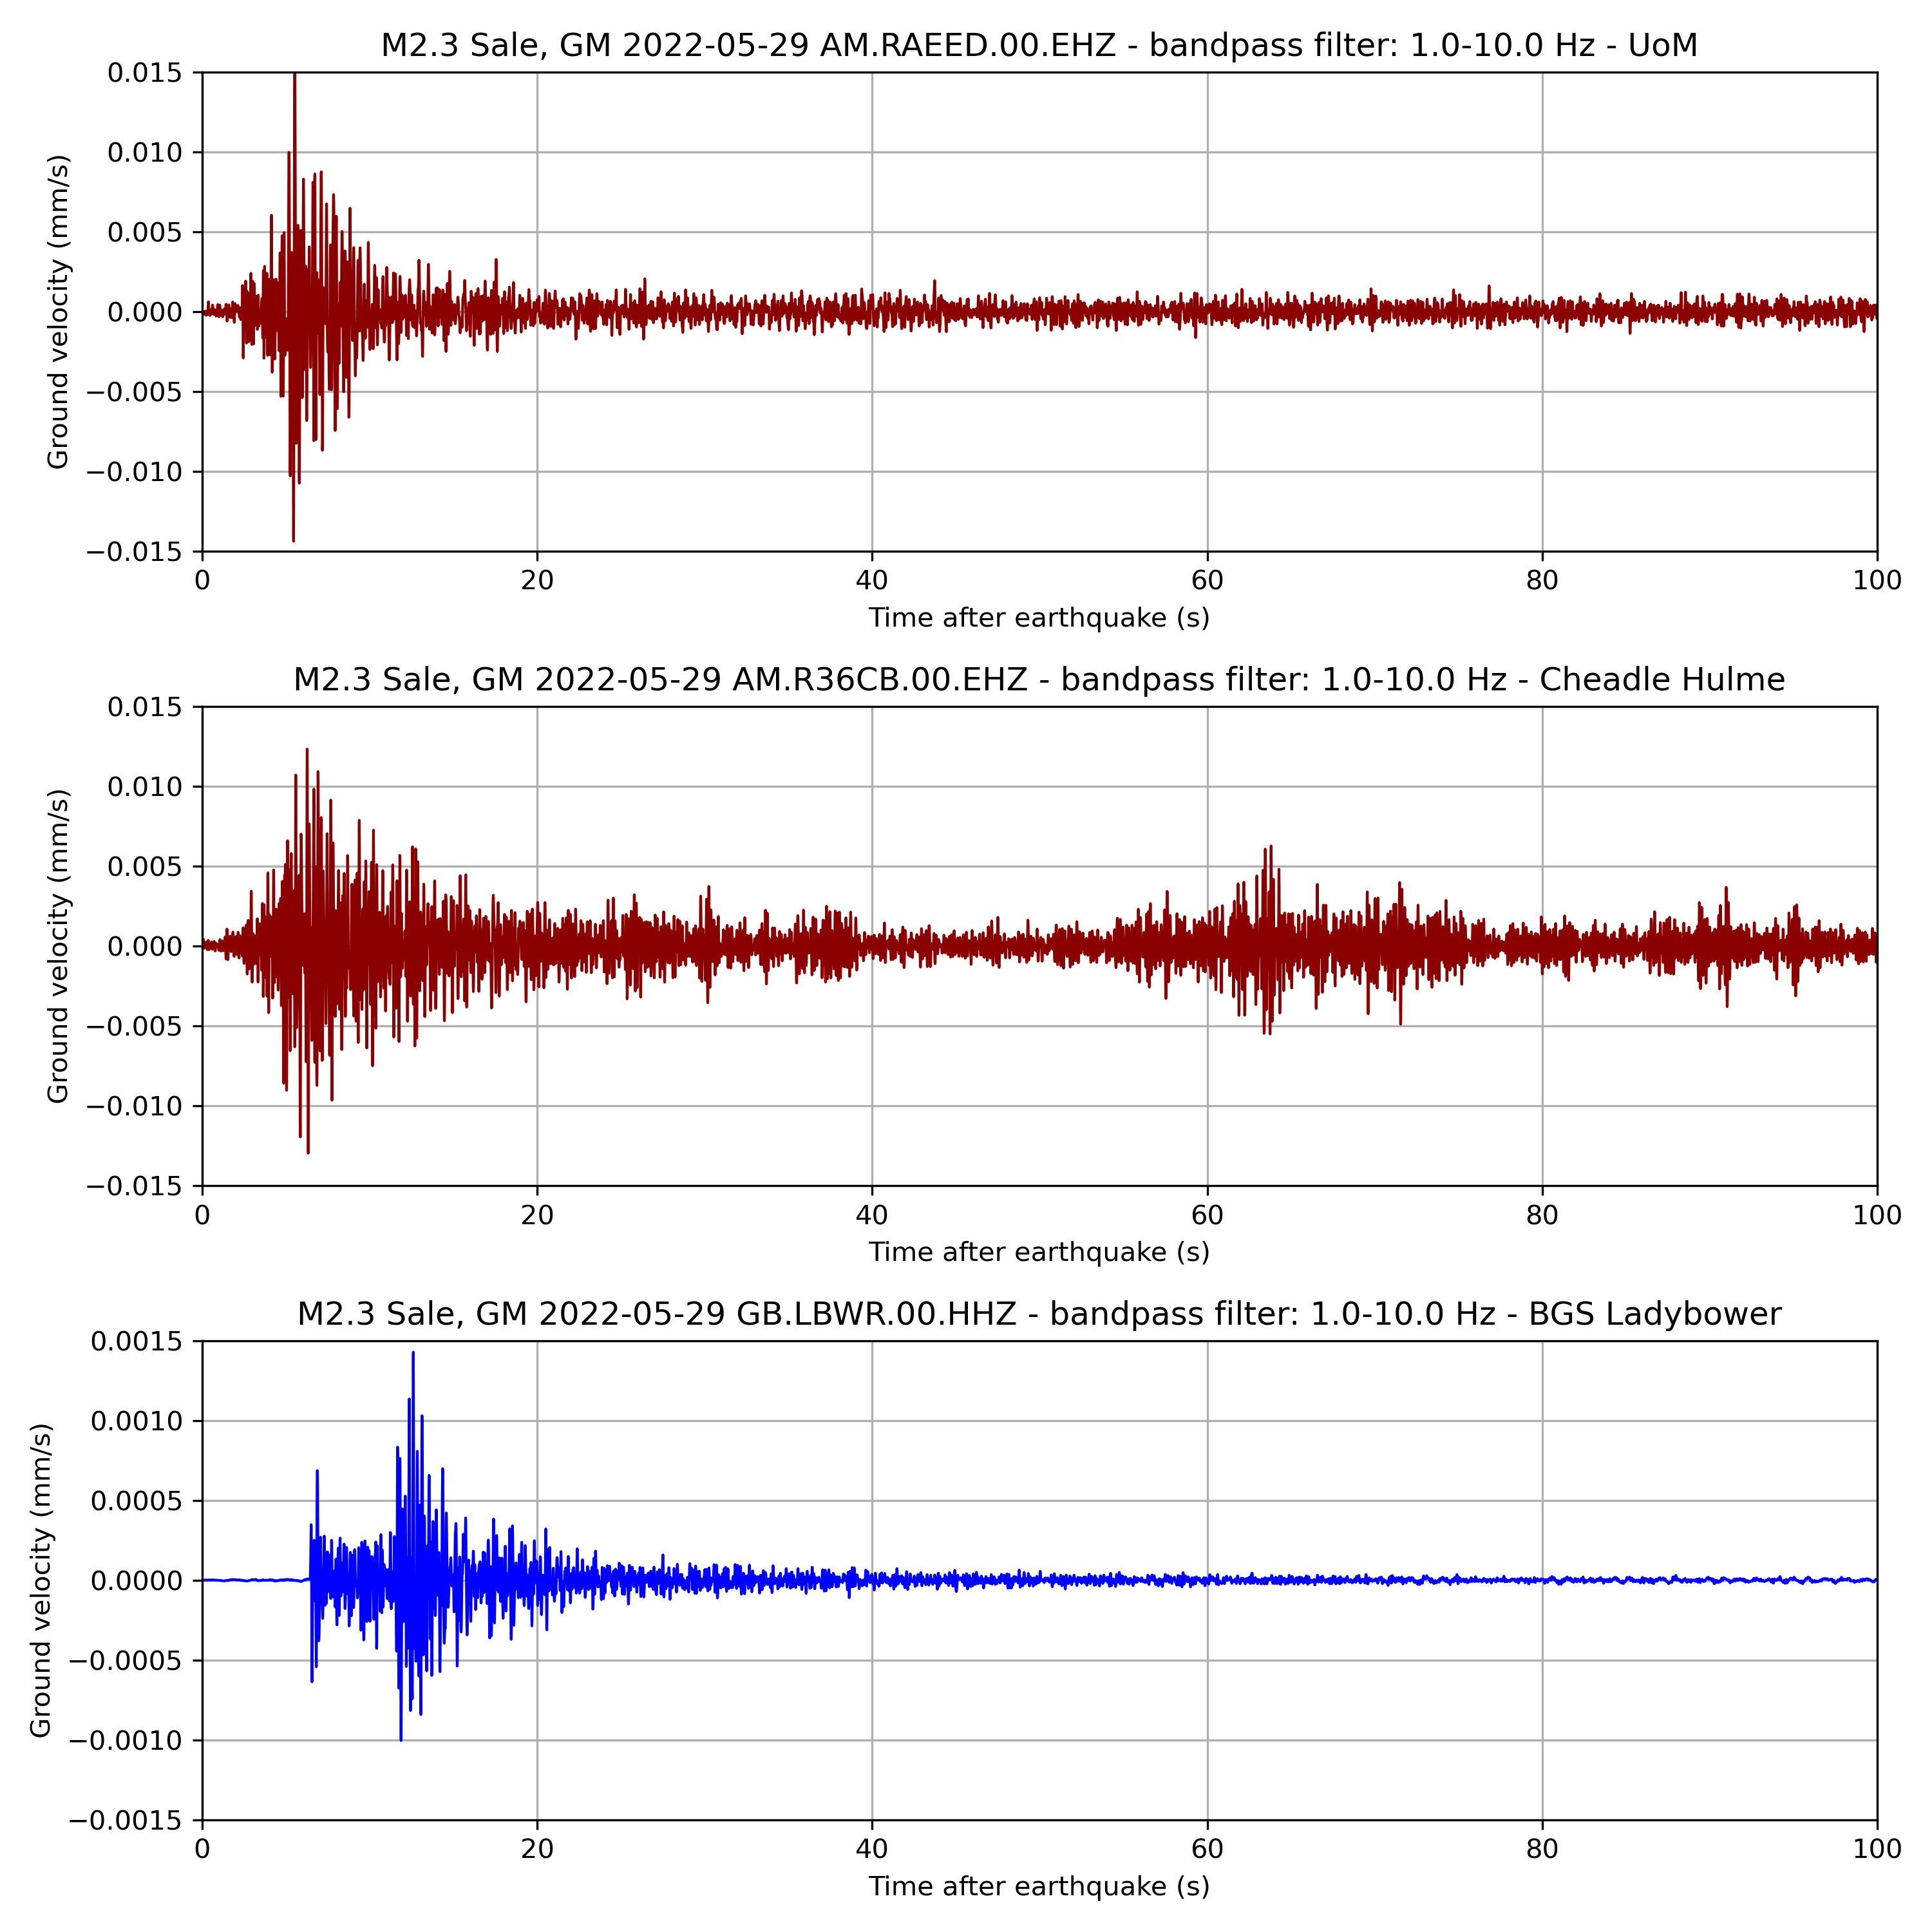 M2.3 Sale, GM 2022-05-29 AM.RAEED.00.EHZ - bandpass filter: 1.0-10.0 Hz - UoM
0.015
0.010
0.005
0.000
−0.005
−0.010
−0.015
Ground velocity (mm/s)
0 20 40 60 80 100
Time after earthquake (s)
M2.3 Sale, GM 2022-05-29 AM.R36CB.00.EHZ - bandpass filter: 1.0-10.0 Hz - Cheadle Hulme
0.015
0.010
0.005
0.000
−0.005
−0.010
−0.015
Ground velocity (mm/s)
0 20 40 60 80 100
Time after earthquake (s)
M2.3 Sale, GM 2022-05-29 GB.LBWR.00.HHZ - bandpass filter: 1.0-10.0 Hz - BGS Ladybower
0.0015
0.0010
0.0005
0.0000
−0.0005
−0.0010
−0.0015
Ground velocity (mm/s)
0 20 40 60 80 100
Time after earthquake (s)